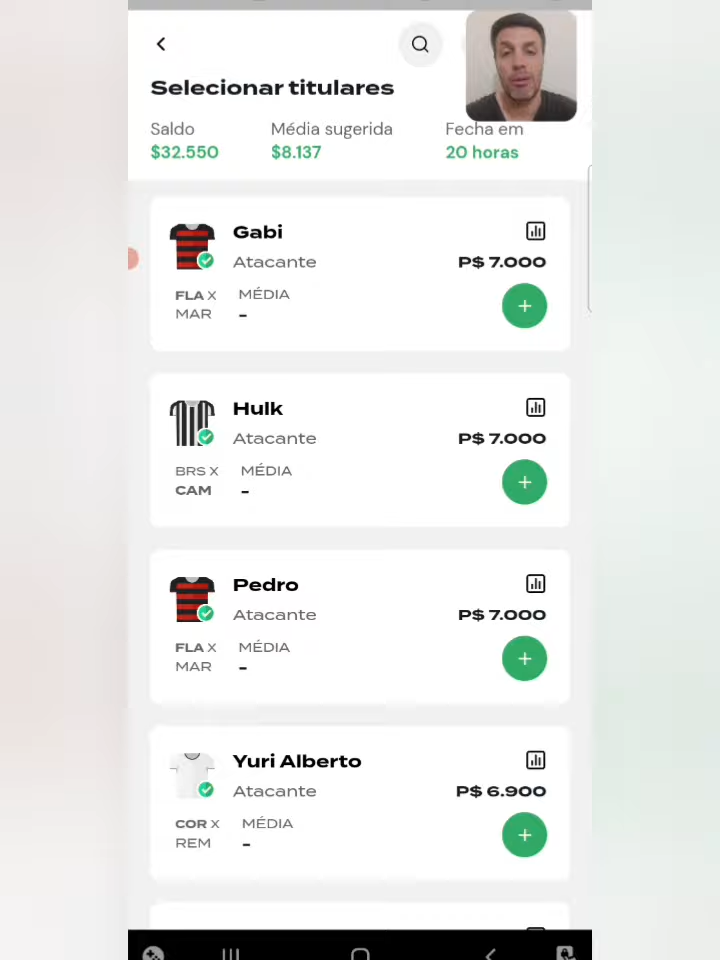 Selecionar titulares
Saldo Média sugerida Fecha em
$32.550 $8.137 20 horas
Gabi
Atacante P$ 7.000
FLA X MÉDIA
MAR -
Hulk
Atacante P$ 7.000
BRS X MÉDIA
CAM -
Pedro
Atacante P$ 7.000
FLA X MÉDIA
MAR -
Yuri Alberto
Atacante P$ 6.900
COR X MÉDIA
REM -